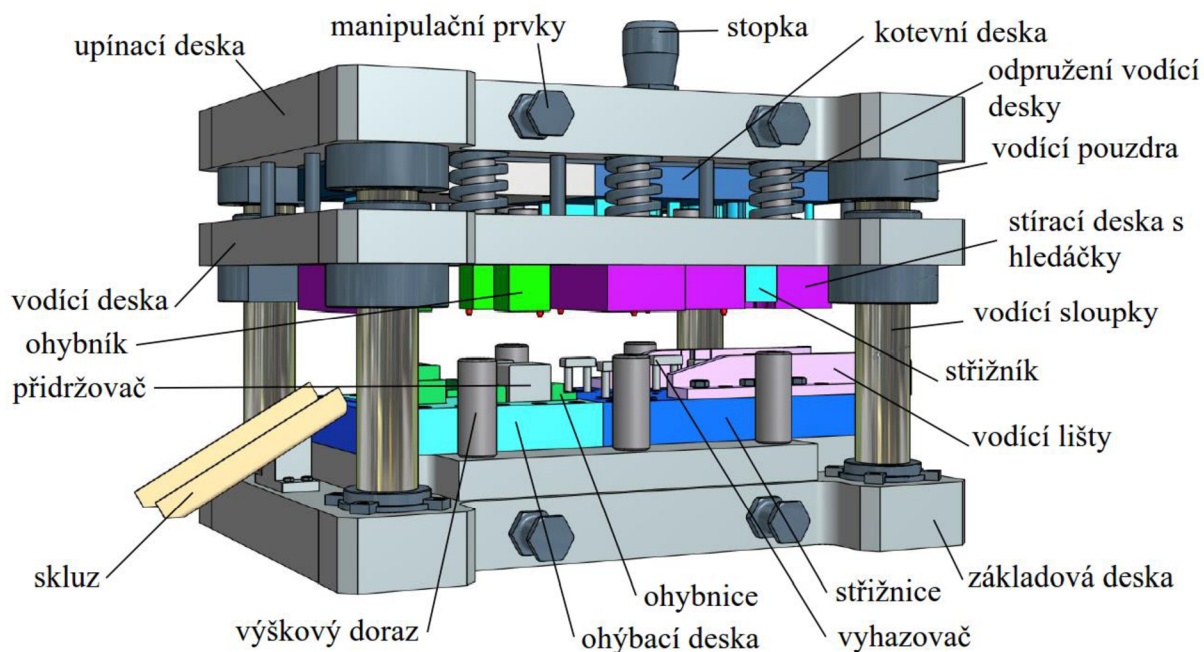 upínací deska
manipulační prvky
stopka
kotevní deska
odpružení vodící
desky
vodící pouzdra
stírací deska s
hledáčky
vodící deska
ohybník
přidržovač
vodící sloupky
střižník
vodící lišty
skluz
výškový doraz
ohybnice
ohýbací deska
střižnice
vyhazovač
základová deska